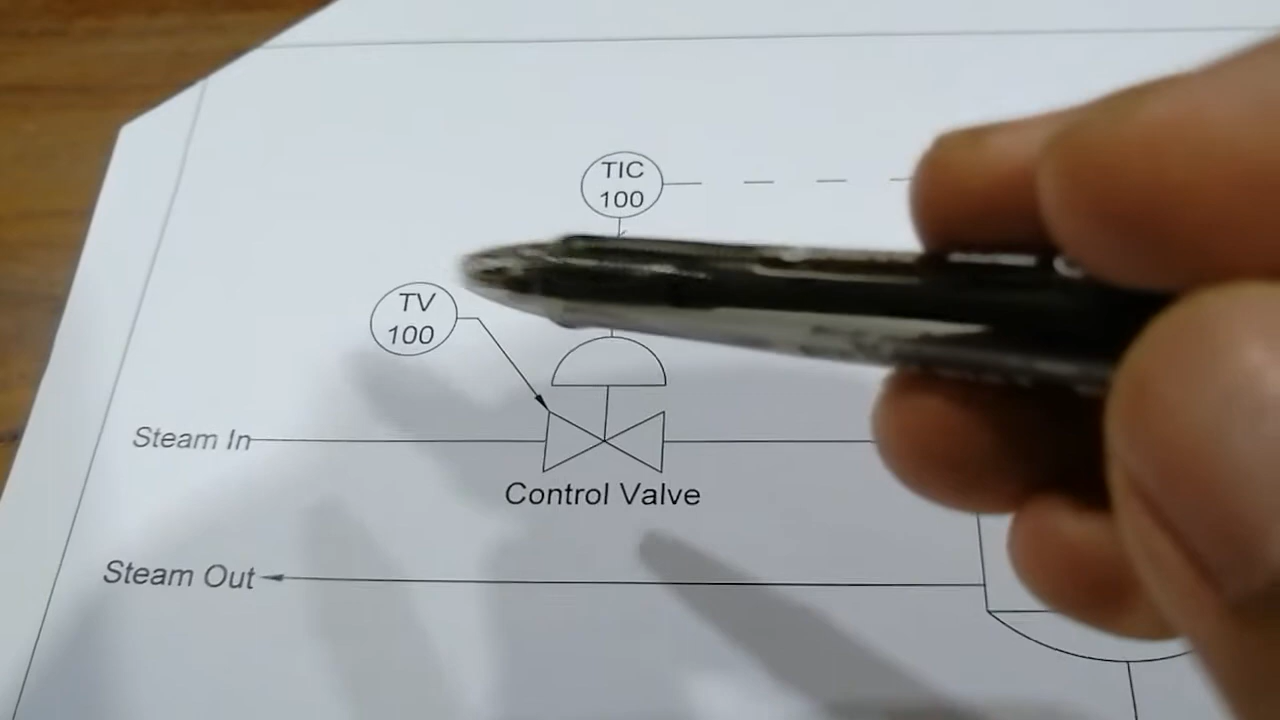 TIC
100
TV
100
Steam In
Control Valve
Steam Out